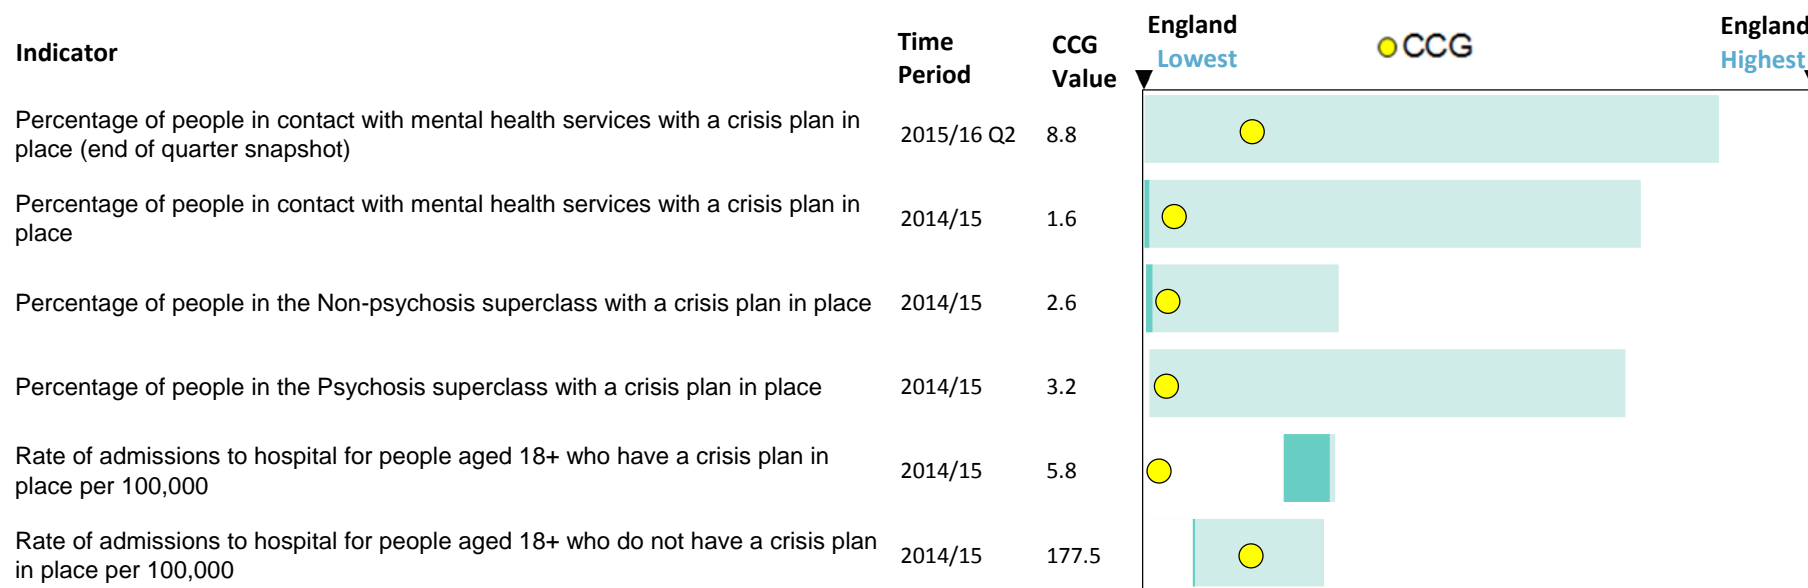 Indicator
Time
Period
CCG
Value
England
Lowest
CCG
England
Highest
Percentage of people in contact with mental health services with a crisis plan in
place (end of quarter snapshot)
2015/16 Q2
8.8
Percentage of people in contact with mental health services with a crisis plan in
place
2014/15
1.6
Percentage of people in the Non-psychosis superclass with a crisis plan in place
2014/15
2.6
Percentage of people in the Psychosis superclass with a crisis plan in place
2014/15
3.2
Rate of admissions to hospital for people aged 18+ who have a crisis plan in
place per 100,000
2014/15
5.8
Rate of admissions to hospital for people aged 18+ who do not have a crisis plan
in place per 100,000
2014/15
177.5